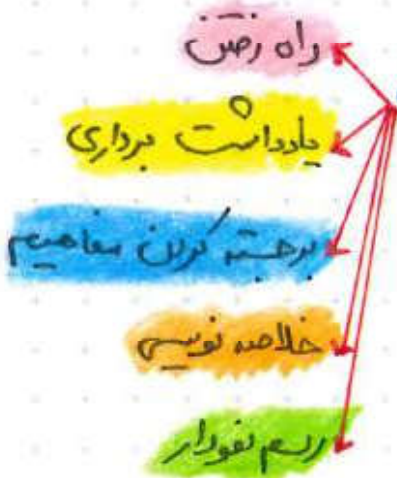 راه رفتن
یادداشت برداری
برجسته کردن مفاهیم
خلاصه نویسی
رسم نمودار